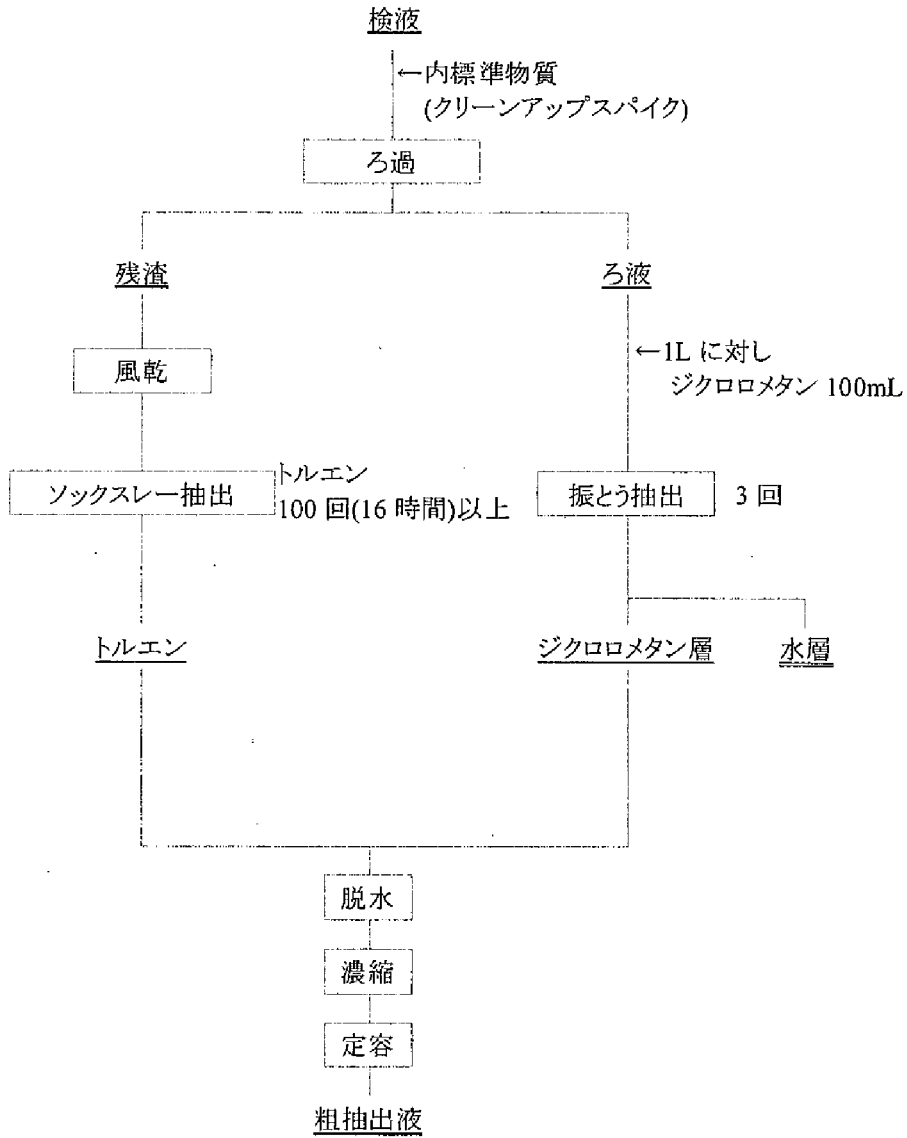 検液
←内標準物質
(クリーンアップスパイク)
ろ過
残渣
ろ液
風乾
←1L に対し
ジクロロメタン 100mL
ソックスレー抽出
トルエン
100 回(16 時間)以上
振とう抽出
3 回
トルエン
ジクロロメタン層
水層
脱水
濃縮
定容
粗抽出液